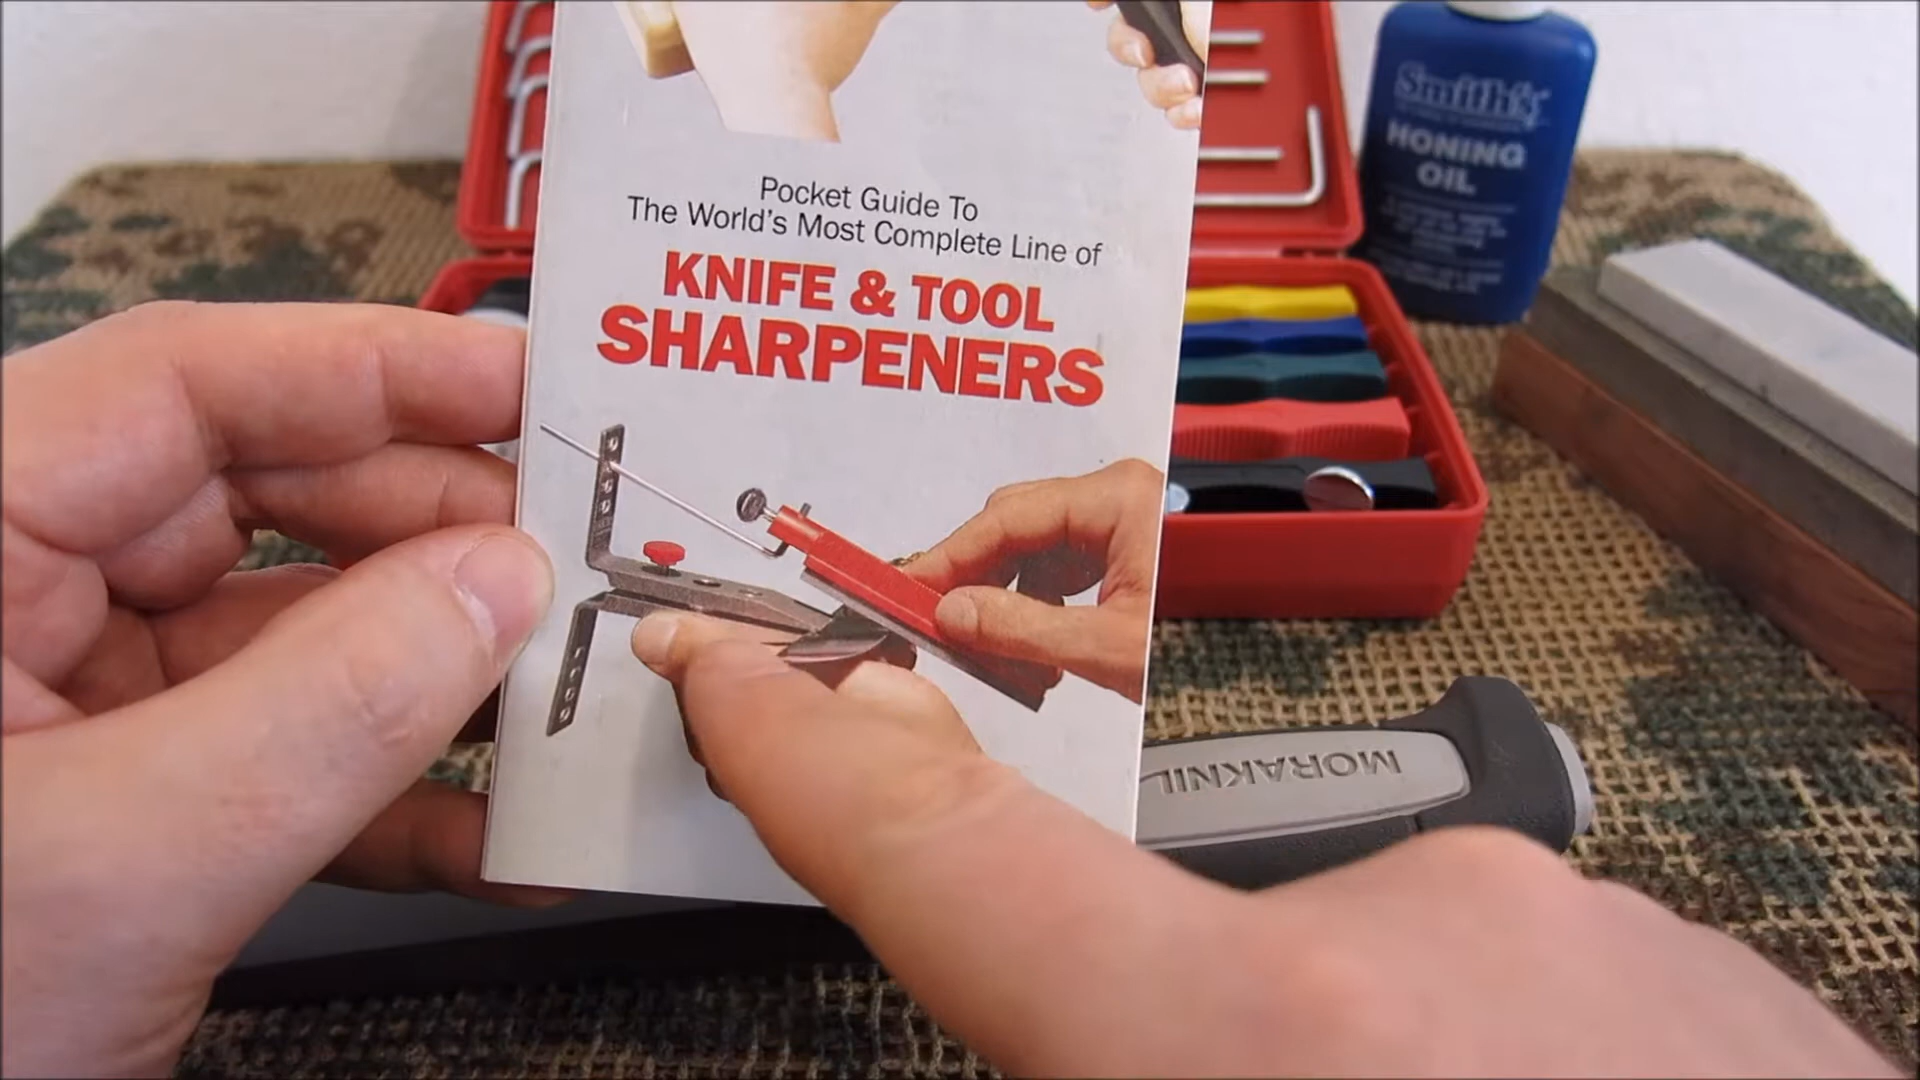 Smith's
HONING
OIL
Pocket Guide To
The World's Most Complete Line of
KNIFE & TOOL
SHARPENERS
MORAKNIV